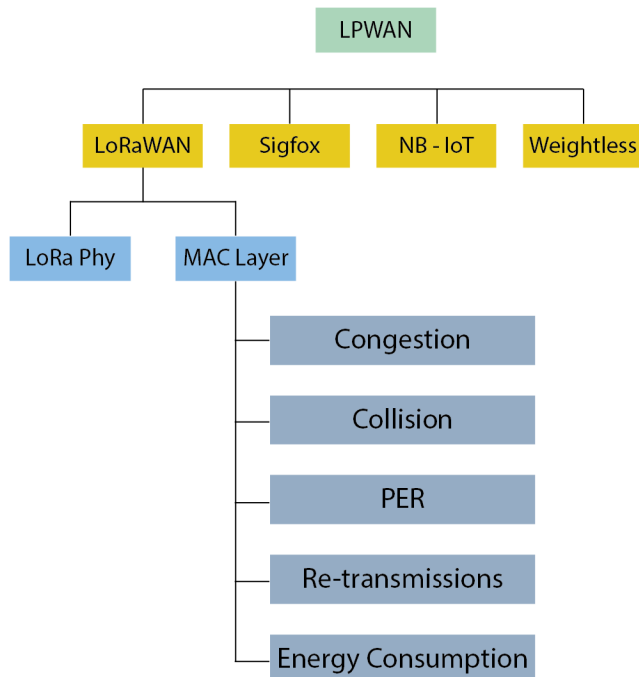 LPWAN
LoRaWAN
Sigfox
NB - IoT
Weightless
LoRa Phy
MAC Layer
Congestion
Collision
PER
Re-transmissions
Energy Consumption